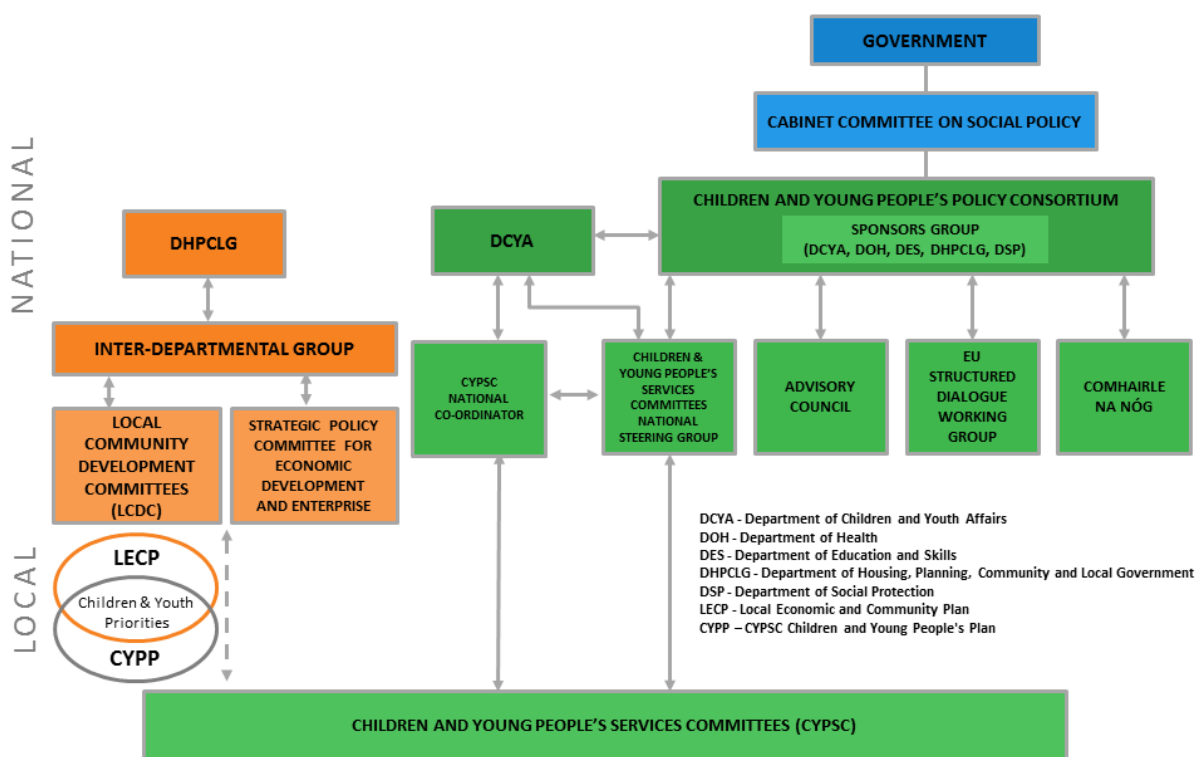 GOVERNMENT
CABINET COMMITTEE ON SOCIAL POLICY
CHILDREN AND YOUNG PEOPLE'S POLICY CONSORTIUM
SPONSORS GROUP
(DCYA, DOH, DES, DHPCLG, DSP)
NATIONAL
DHPCLG
DCYA
INTER-DEPARTMENTAL GROUP
CYPSC
NATIONAL
CO-ORDINATOR
CHILDREN &
YOUNG PEOPLE'S
SERVICES
COMMITTEES
NATIONAL
STEERING GROUP
ADVISORY
COUNCIL
EU
STRUCTURED
DIALOGUE
WORKING
GROUP
COMHAIRLE
NA NÓG
LOCAL
COMMUNITY
DEVELOPMENT
COMMITTEES
(LCDC)
STRATEGIC POLICY
COMMITTEE FOR
ECONOMIC
DEVELOPMENT
AND ENTERPRISE
LOCAL
LECP
Children & Youth
Priorities
CYPP
DCYA - Department of Children and Youth Affairs
DOH - Department of Health
DES - Department of Education and Skills
DHPCLG - Department of Housing, Planning, Community and Local Government
DSP - Department of Social Protection
LECP - Local Economic and Community Plan
CYPP – CYPSC Children and Young People's Plan
CHILDREN AND YOUNG PEOPLE'S SERVICES COMMITTEES (CYPSC)